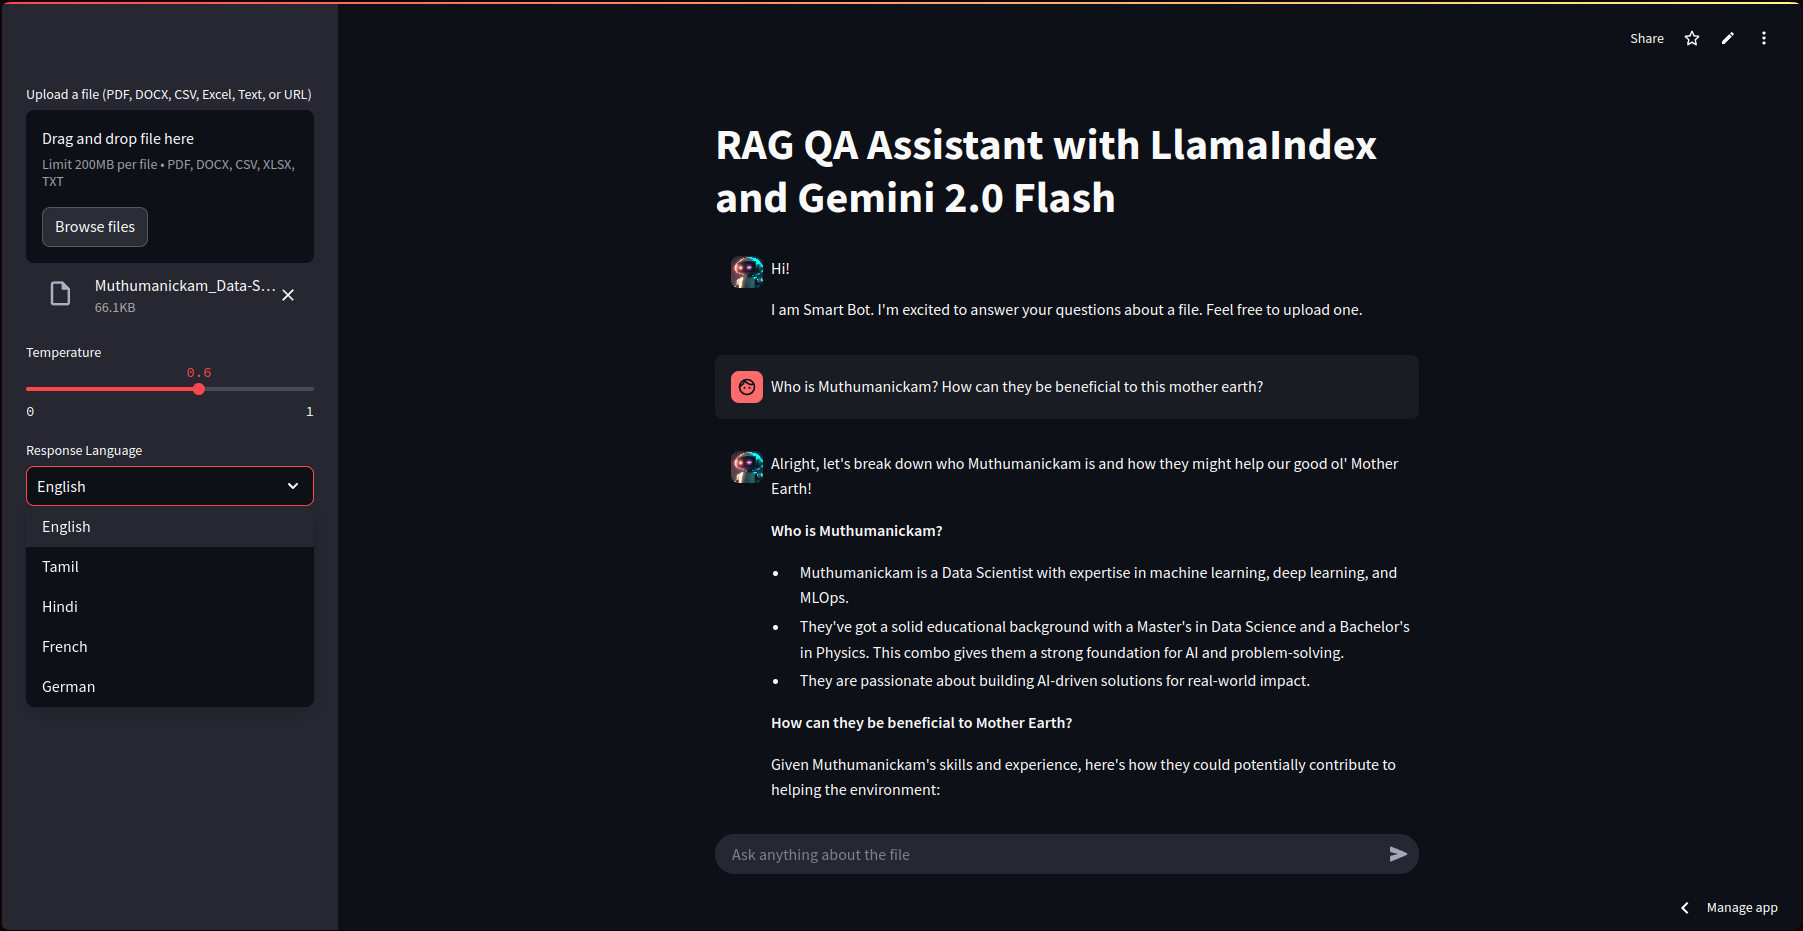 Upload a file (PDF, DOCX, CSV, Excel, Text, or URL)
Drag and drop file here
Limit 200MB per file • PDF, DOCX, CSV, XLSX,
TXT
Browse files
Muthumanickam_Data-S...
66.1KB
Temperature
0.6
0 1
Response Language
English
English
Tamil
Hindi
French
German
Share
RAG QA Assistant with LlamaIndex
and Gemini 2.0 Flash
Hi!
I am Smart Bot. I'm excited to answer your questions about a file. Feel free to upload one.
Who is Muthumanickam? How can they be beneficial to this mother earth?
Alright, let's break down who Muthumanickam is and how they might help our good ol' Mother
Earth!
Who is Muthumanickam?
• Muthumanickam is a Data Scientist with expertise in machine learning, deep learning, and
MLOps.
• They've got a solid educational background with a Master's in Data Science and a Bachelor's
in Physics. This combo gives them a strong foundation for AI and problem-solving.
• They are passionate about building AI-driven solutions for real-world impact.
How can they be beneficial to Mother Earth?
Given Muthumanickam's skills and experience, here's how they could potentially contribute to
helping the environment:
Ask anything about the file
Manage app